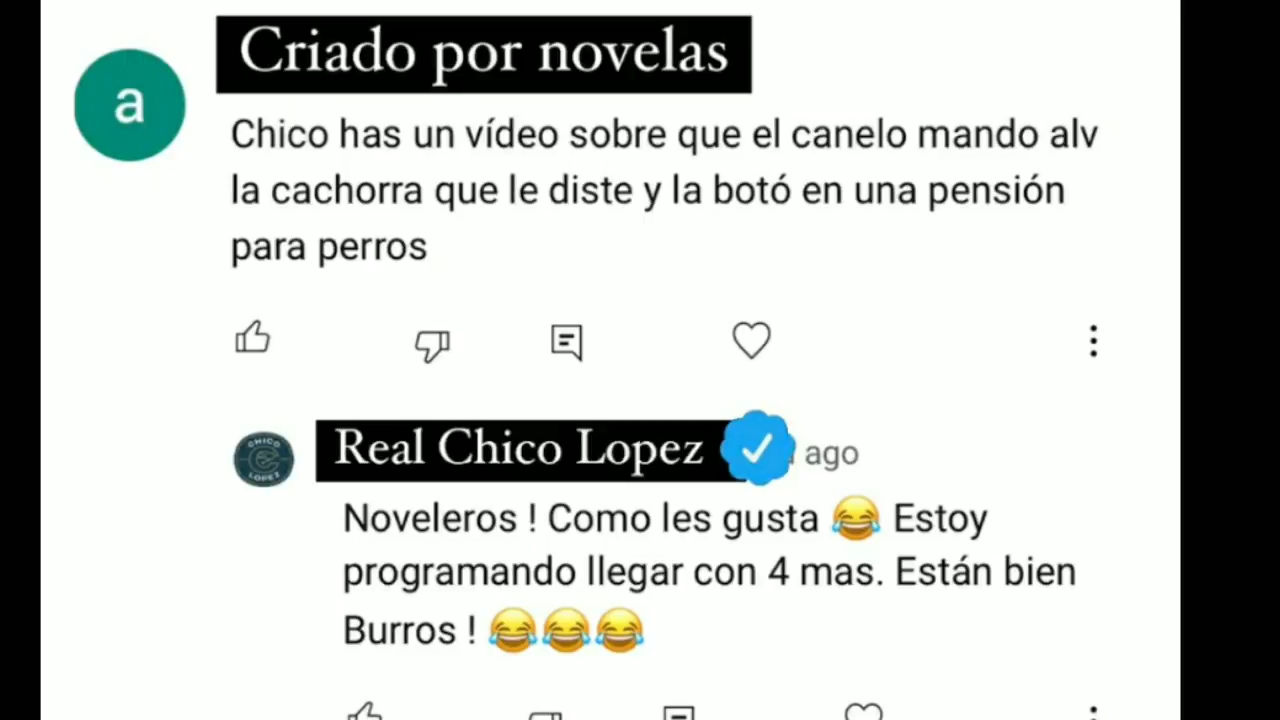 Criado por novelas
a
Chico has un vídeo sobre que el canelo mando alv
la cachorra que le diste y la botó en una pensión
para perros
Real Chico Lopez ago
CHICO
LOPEZ
Noveleros ! Como les gusta 😂 Estoy
programando llegar con 4 mas. Están bien
Burros ! 😂😂😂